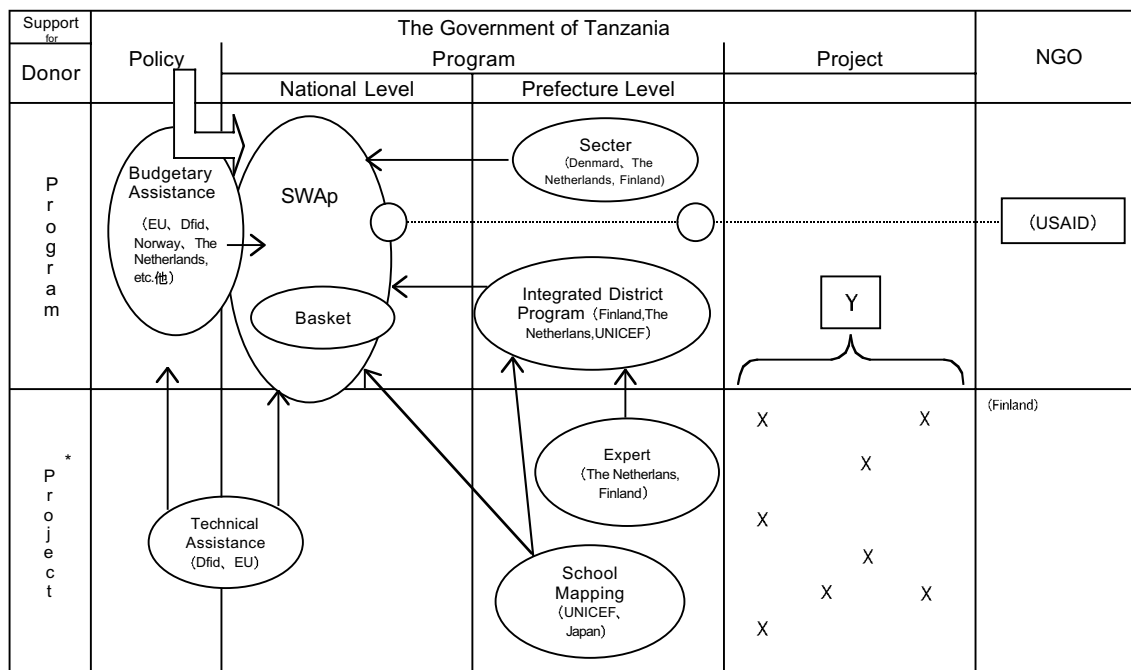 Support
for
Donor
The Government of Tanzania
Policy
Program
Project
NGO
National Level
Prefecture Level
Program
Budgetary
Assistance
（EU、Dfid、
Norway、The
Netherlands,
etc.他）
SWAp
Basket
Secter
（Denmard、The
Netherlands, Finland）
（USAID）
Integrated District
Program（Finland,The
Netherlans,UNICEF）
Y
Project*
Technical
Assistance
（Dfid、EU）
Expert
（The Netherlans,
Finland）
School
Mapping
（UNICEF、
Japan）
X X
X
X
X
X X
X
（Finland）